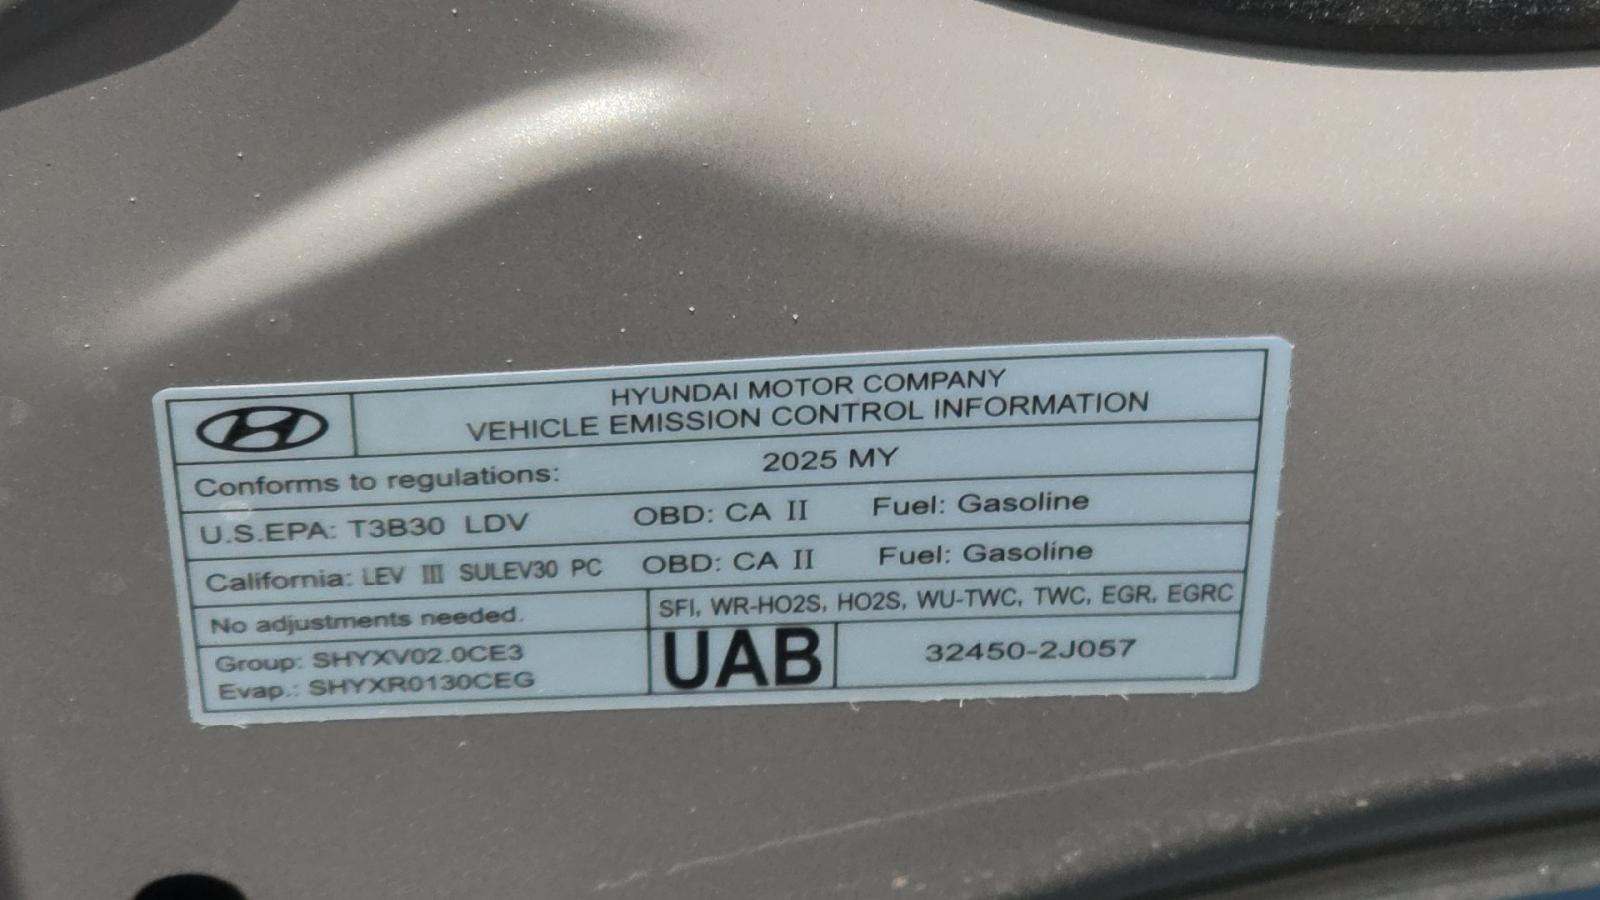 HYUNDAI MOTOR COMPANY
VEHICLE EMISSION CONTROL INFORMATION
Conforms to regulations: 2025 MY
U.S.EPA: T3B30 LDV OBD: CA II Fuel: Gasoline
California: LEV III SULEV30 PC OBD: CA II Fuel: Gasoline
No adjustments needed. SFI, WR-HO2S, HO2S, WU-TWC, TWC, EGR, EGRC
Group: SHYXV02.0CE3
Evap.: SHYXR0130CEG
UAB 32450-2J057